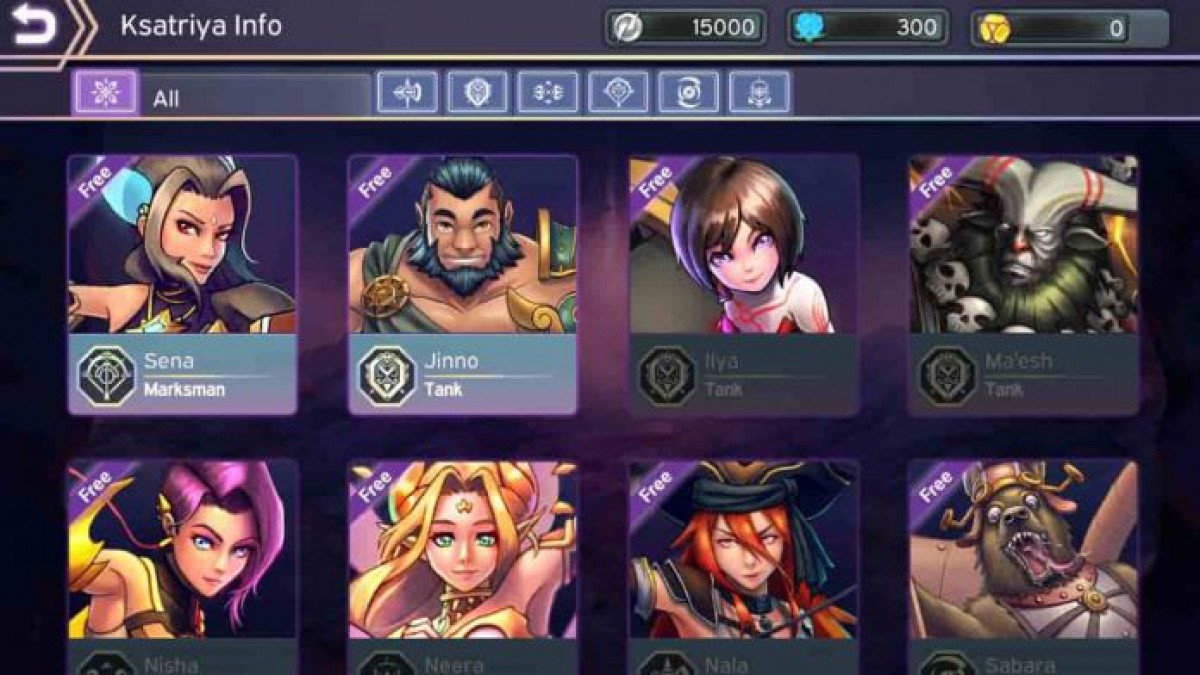 Ksatriya Info
15000
300
0
All
Free
Free
Free
Free
Sena
Marksman
Jinno
Tank
Ilya
Tank
Ma'esh
Tank
Free
Free
Free
Free
Nisha
Neera
Nala
Sabara